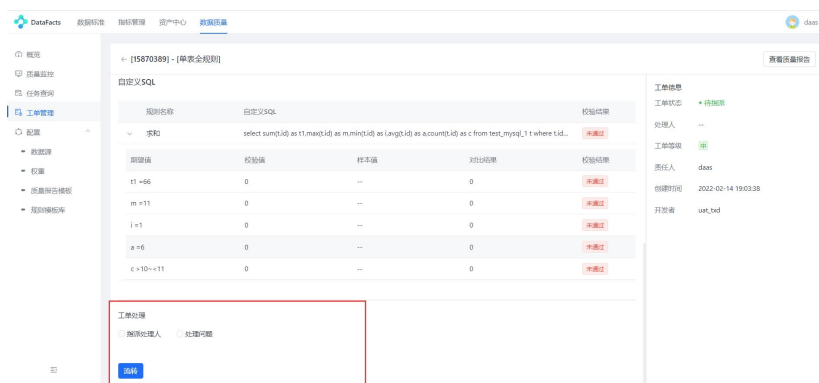 DataFacts 数据标准 指标管理 资产中心 数据质量 daas
概览
质量监控
任务查询
工单管理
配置
数据源
权重
质量报告模板
规则模板库
← [15870389] - [单表全规则] 查看质量报告
自定义SQL
规则名称 自定义SQL 校验结果
求和 select sum(t.id) as t1,max(t.id) as m,min(t.id) as i,avg(t.id) as a,count(t.id) as c from test_mysql_1 t where t.id... 未通过
期望值 校验值 样本值 对比结果 校验结果
t1 =66 0 -- 0 未通过
m =11 0 -- 0 未通过
i =1 0 -- 0 未通过
a =6 0 -- 0 未通过
c >10~<11 0 -- 0 未通过
工单处理
指派处理人 处理问题
流转
工单信息
工单状态 待指派
处理人 --
工单等级 中
责任人 daas
创建时间 2022-02-14 19:03:38
开发者 uat_txd